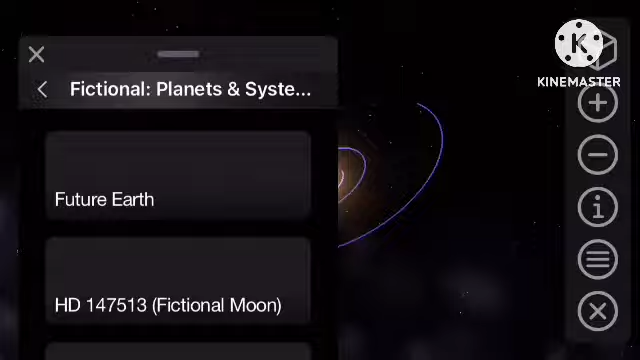 Fictional: Planets & Syste...
Future Earth
HD 147513 (Fictional Moon)
K
KINEMASTER